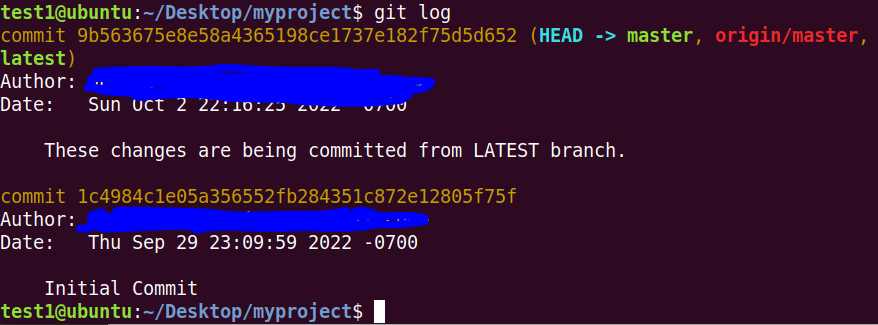 test1@ubuntu:~/Desktop/myproject$ git log
commit 9b563675e8e58a4365198ce1737e182f75d5d652 (HEAD -> master, origin/master,
latest)
Author:
Date:   Sun Oct 2 22:16:25 2022 -0700

    These changes are being committed from LATEST branch.

commit 1c4984c1e05a356552fb284351c872e12805f75f
Author:
Date:   Thu Sep 29 23:09:59 2022 -0700

    Initial Commit
test1@ubuntu:~/Desktop/myproject$